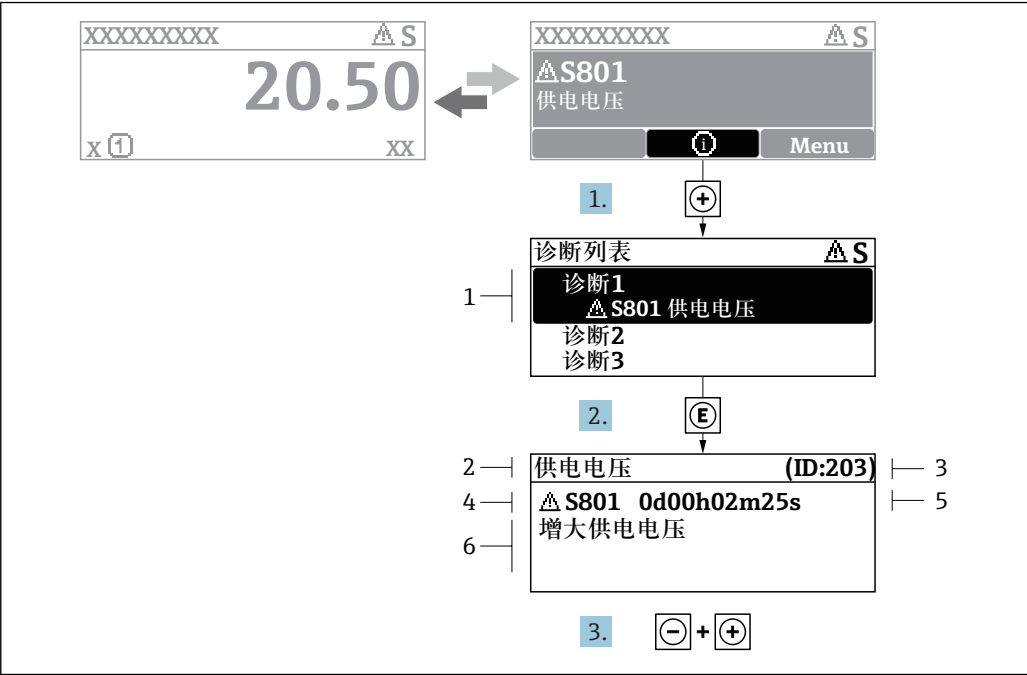 XXXXXXXXX ⚠S
20.50
x ① xx
XXXXXXXXX ⚠S
⚠S801
供电电压
ⓘ Menu
1. +
诊断列表 ⚠S
1
诊断1
⚠S801 供电电压
诊断2
诊断3
2. E
2 供电电压 (ID:203) 3
4 ⚠S801 0d00h02m25s 5
增大供电电压
6
3. − + +